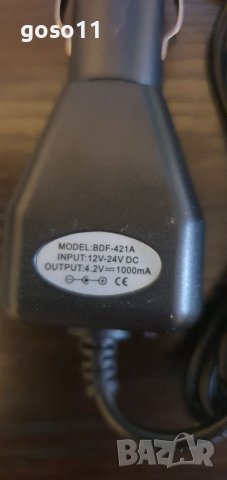 goso11
MODEL:BDF-421A
INPUT:12V-24V DC
OUTPUT:4.2V⎓1000mA
CE
BAZAR